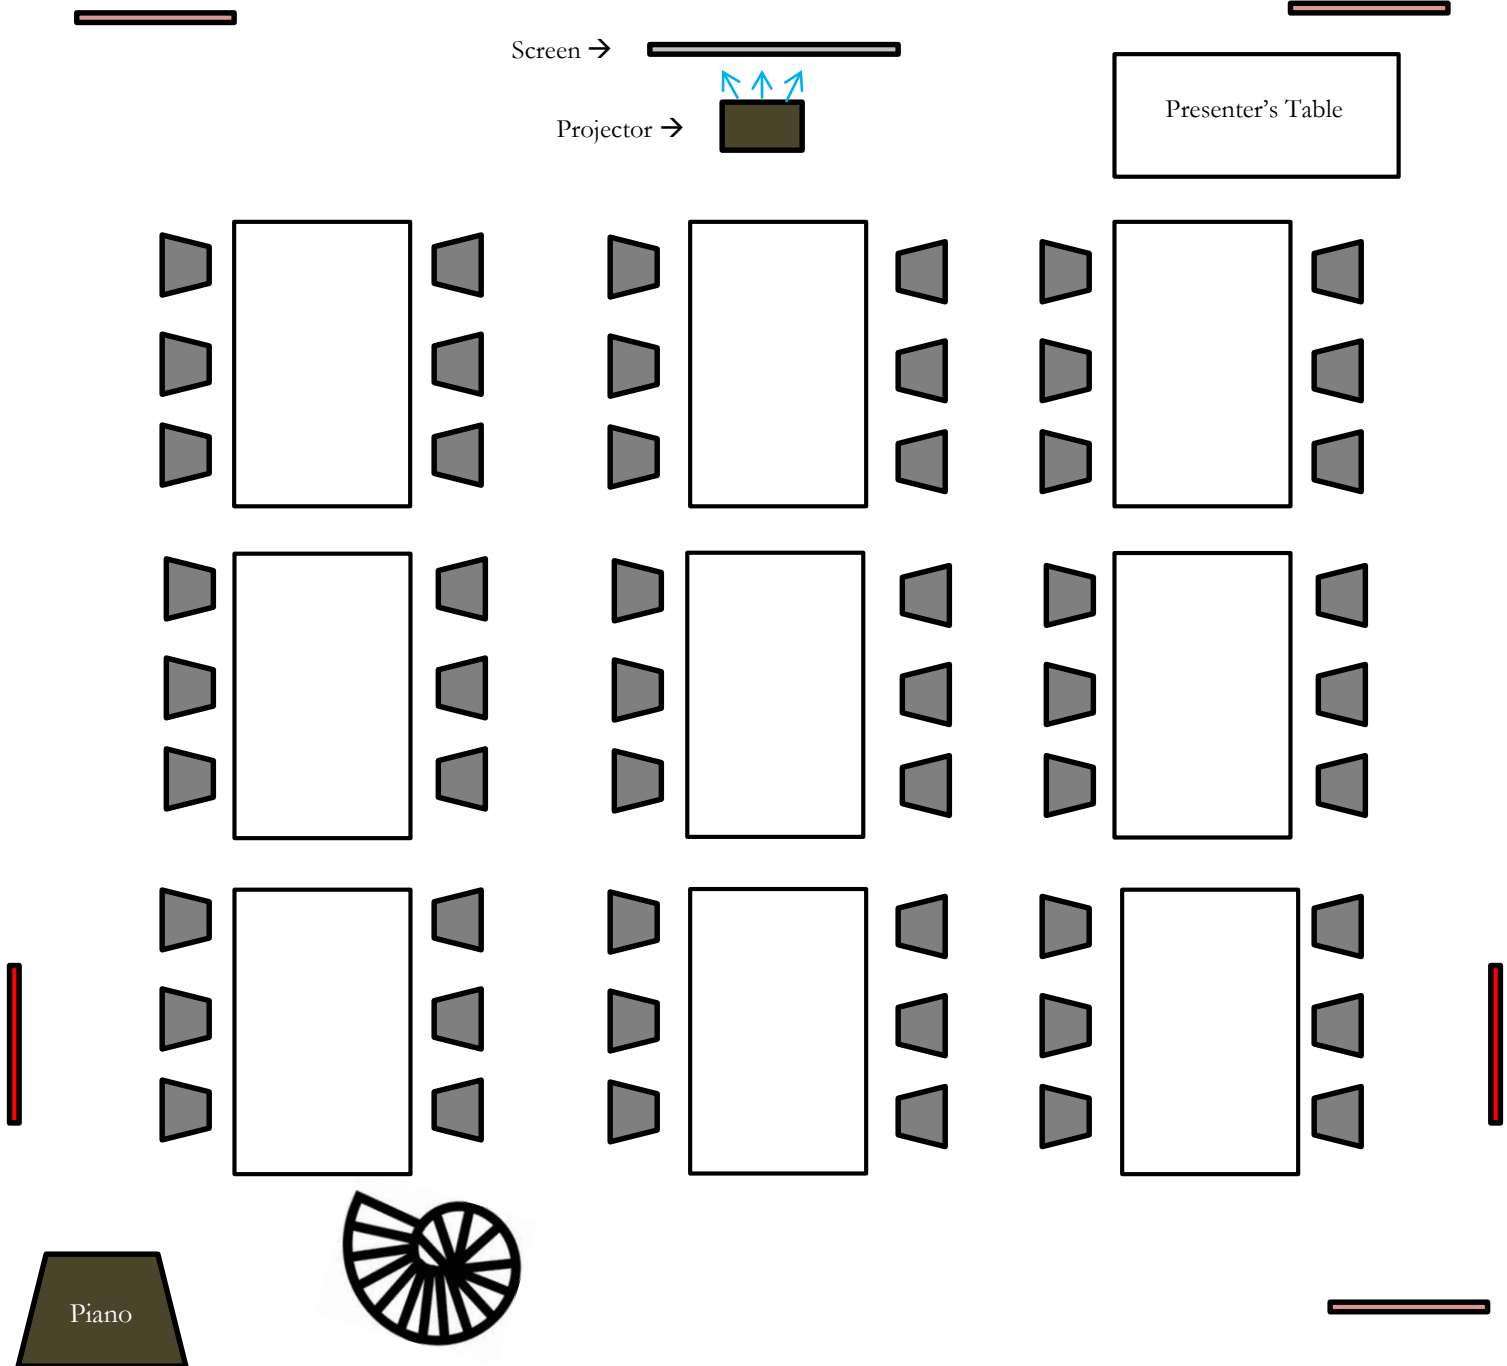 Screen →
Projector →
Presenter’s Table
Piano